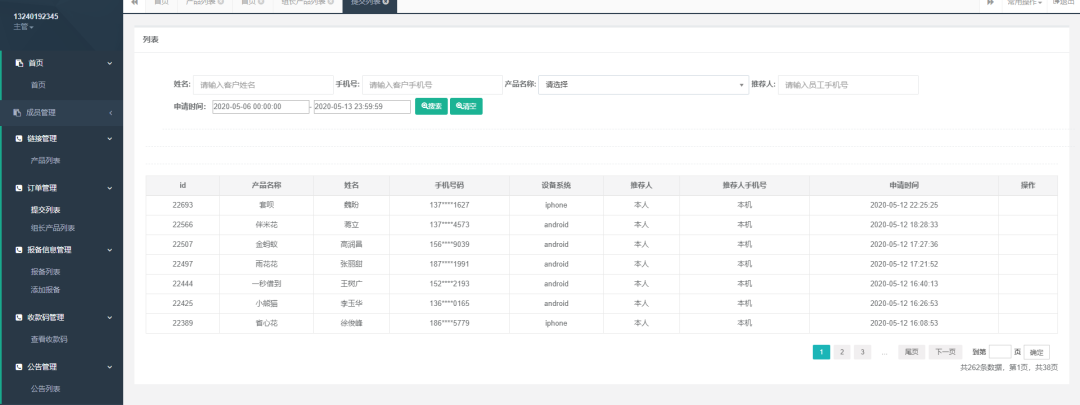 13240192345
主管
首页
首页
成员管理
链接管理
产品列表
订单管理
提交列表
组长产品列表
报备信息管理
报备列表
添加报备
收款码管理
查看收款码
公告管理
公告列表
首页 产品列表 首页 组长产品列表 提交列表 常用操作 退出
列表
姓名: 请输入客户姓名 手机号: 请输入客户手机号 产品名称: 请选择 推荐人: 请输入员工手机号
申请时间: 2020-05-06 00:00:00 - 2020-05-13 23:59:59 搜索 清空
id 产品名称 姓名 手机号码 设备系统 推荐人 推荐人手机号 申请时间 操作
22693 套呗 魏盼 137****1627 iphone 本人 本机 2020-05-12 22:25:25
22566 伴米花 蒋立 137****4573 android 本人 本机 2020-05-12 18:28:33
22507 金蚂蚁 高润昌 156****9039 android 本人 本机 2020-05-12 17:27:36
22497 雨花花 张丽甜 187****1991 android 本人 本机 2020-05-12 17:21:52
22444 一秒借到 王树广 152****2193 android 本人 本机 2020-05-12 16:40:13
22425 小熊猫 李玉华 136****0165 android 本人 本机 2020-05-12 16:26:53
22389 省心花 徐俊峰 186****5779 iphone 本人 本机 2020-05-12 16:08:53
1 2 3 ... 尾页 下一页 到第 页 确定
共262条数据，第1页，共38页